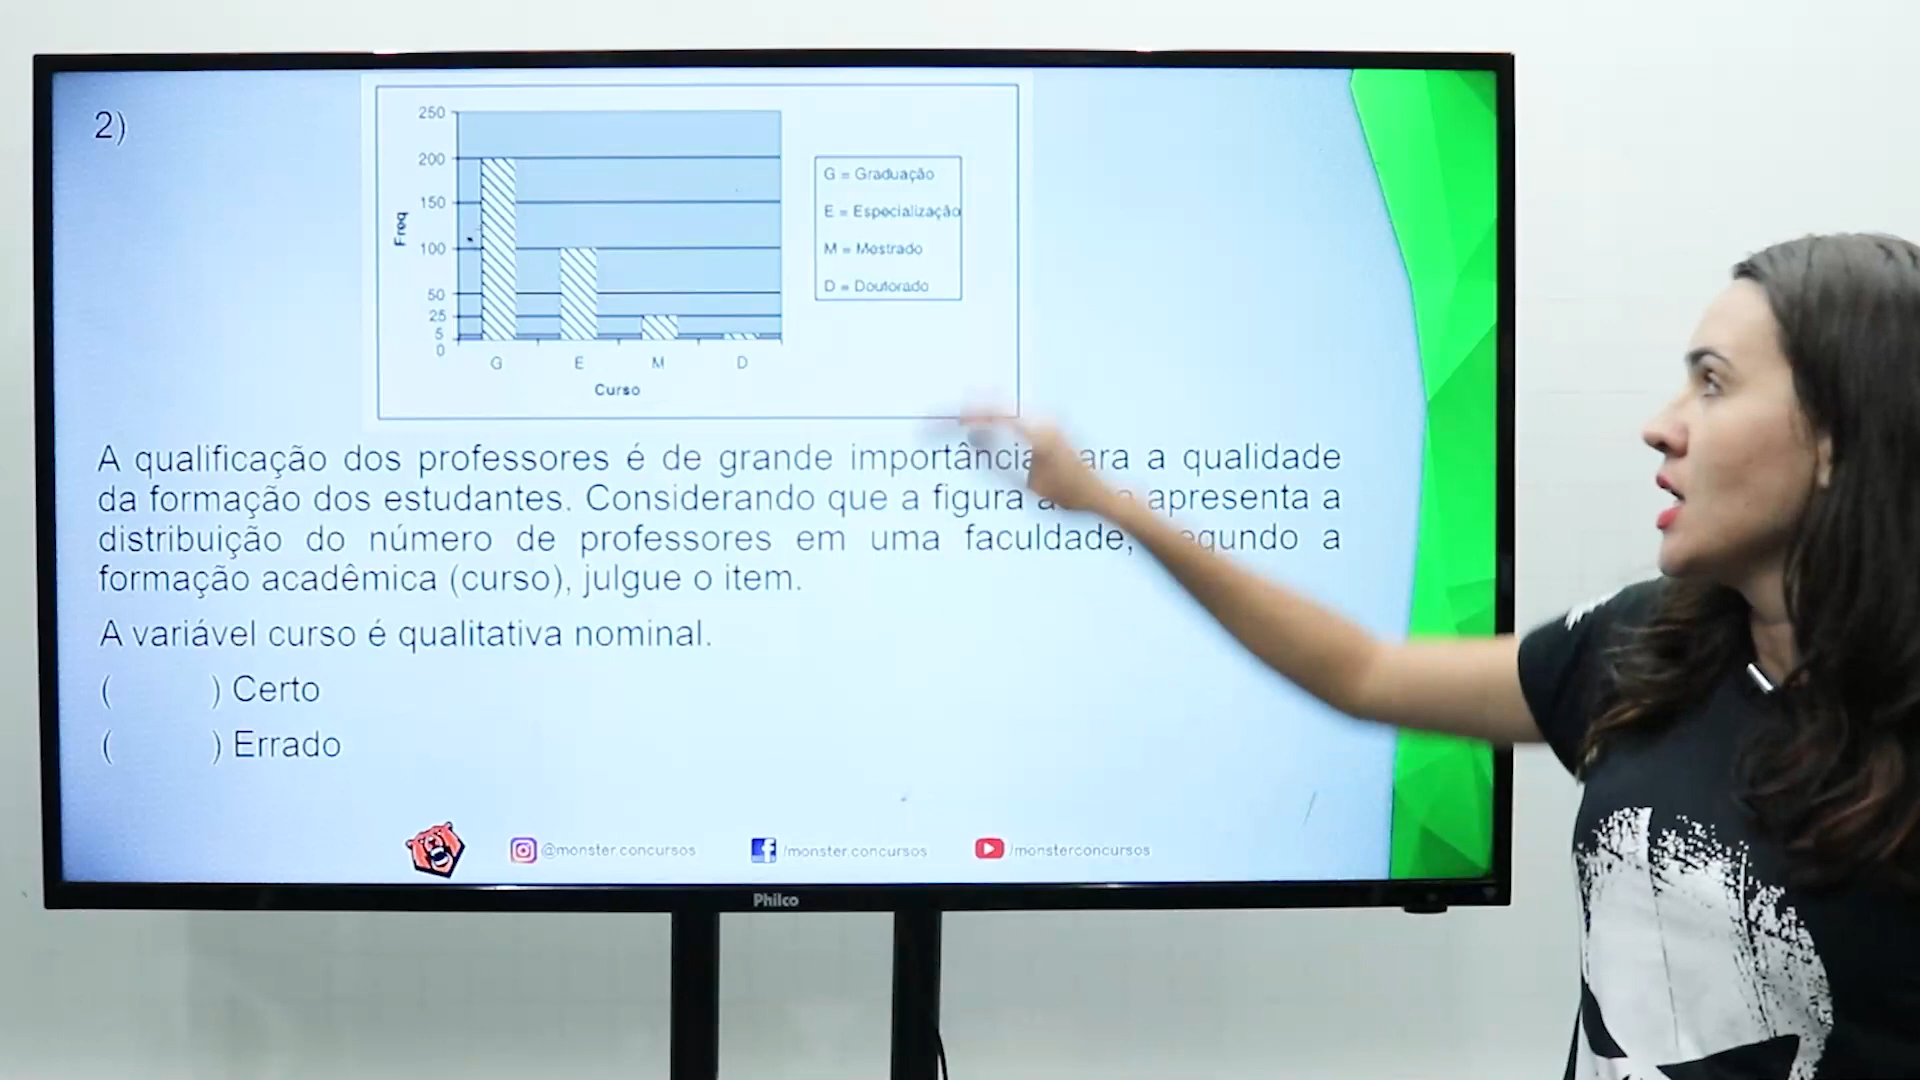 2)
250
200
150
100
50
25
5
0
Freq
G E M D
Curso
G = Graduação
E = Especialização
M = Mestrado
D = Doutorado
A qualificação dos professores é de grande importância para a qualidade
da formação dos estudantes. Considerando que a figura apresenta a
distribuição do número de professores em uma faculdade, segundo a
formação acadêmica (curso), julgue o item.
A variável curso é qualitativa nominal.
( ) Certo
( ) Errado
@monster.concursos /monster.concursos /monsterconcursos
Philco